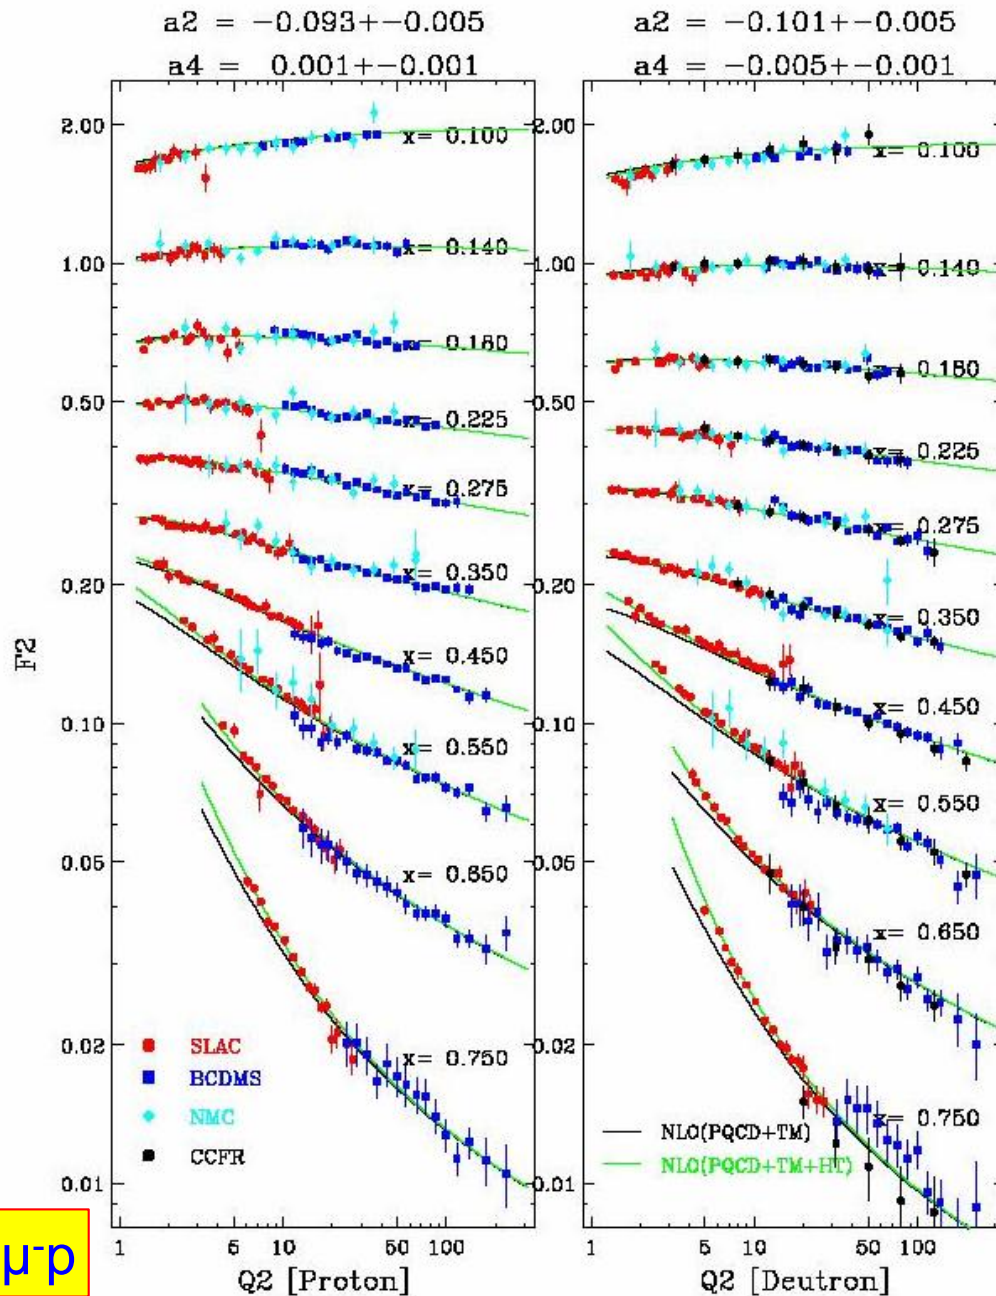 a2 = -0.093+-0.005
a4 = 0.001+-0.001
a2 = -0.101+-0.005
a4 = -0.005+-0.001
F2
2.00
1.00
0.50
0.20
0.10
0.05
0.02
0.01
x= 0.100
x= 0.140
x= 0.180
x= 0.225
x= 0.275
x= 0.350
x= 0.450
x= 0.550
x= 0.650
x= 0.750
SLAC
BCDMS
NMC
CCFR
1
5
10
50
100
Q2 [Proton]
2.00
1.00
0.50
0.20
0.10
0.05
0.02
0.01
x= 0.100
x= 0.140
x= 0.180
x= 0.225
x= 0.275
x= 0.350
x= 0.450
x= 0.550
x= 0.650
x= 0.750
NLO(PQCD+TM)
NLO(PQCD+TM+HT)
1
5
10
50
100
Q2 [Deutron]
μ-p